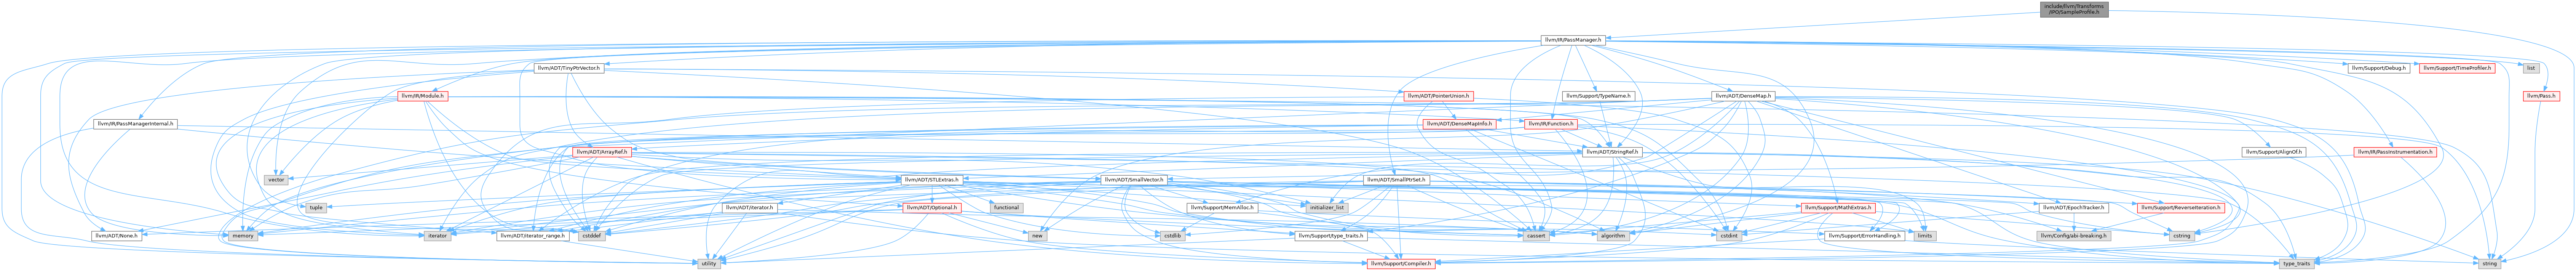 include/llvm/Transforms
/IPO/SampleProfile.h
llvm/IR/PassManager.h
llvm/ADT/TinyPtrVector.h
list
llvm/Support/Debug.h
llvm/Support/TimeProfiler.h
llvm/IR/Module.h
llvm/ADT/PointerUnion.h
llvm/Support/TypeName.h
llvm/ADT/DenseMap.h
llvm/Pass.h
llvm/IR/PassManagerInternal.h
llvm/ADT/DenseMapInfo.h
llvm/IR/Function.h
llvm/ADT/ArrayRef.h
llvm/ADT/StringRef.h
llvm/Support/AlignOf.h
llvm/IR/PassInstrumentation.h
vector
llvm/ADT/STLExtras.h
llvm/ADT/SmallVector.h
llvm/ADT/SmallPtrSet.h
tuple
llvm/ADT/iterator.h
llvm/ADT/Optional.h
functional
llvm/Support/MemAlloc.h
initializer_list
llvm/Support/MathExtras.h
llvm/ADT/EpochTracker.h
llvm/Support/ReverseIteration.h
llvm/ADT/None.h
memory
iterator
llvm/ADT/iterator_range.h
cstddef
new
cstdlib
llvm/Support/type_traits.h
cassert
algorithm
cstdint
llvm/Support/ErrorHandling.h
limits
llvm/Config/abi-breaking.h
cstring
utility
llvm/Support/Compiler.h
type_traits
string